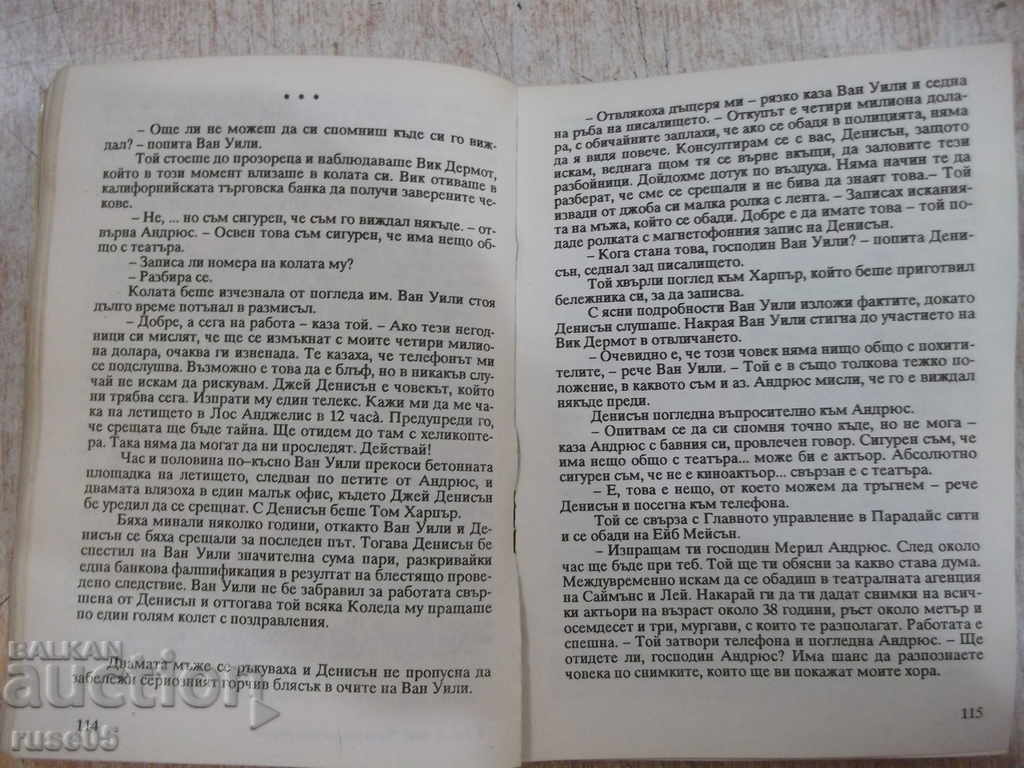 * * *
– Още ли не можеш да си спомниш къде си го виж-
дал? – попита Ван Уили.
Той стоеше до прозореца и наблюдаваше Вик Дермот,
който в този момент влизаше в колата си. Вик отиваше в
калифорнийската търговска банка да получи заверените че-
кове.
– Не, ... но съм сигурен, че съм го виждал някъде. – от-
върна Андрюс. – Освен това съм сигурен, че има нещо об-
що с театъра.
– Записа ли номера на колата му?
– Разбира се.
Колата беше изчезнала от погледа им. Ван Уили стоя
дълго време потънал в размисъл.
– Добре, а сега на работа – каза той. – Ако тези негод-
ници си мислят, че ще се измъкнат с моите четири милио-
на долара, очаква ги изненада. Те казаха, че телефонът ми
се подслушва. Възможно е това да е блъф, но в никакъв слу-
чай не искам да рискувам. Джей Денисън е човекът, който
ни трябва сега. Изпрати му един телекс. Кажи ми да ме ча-
ка на летището в Лос Анджелис в 12 часа̀. Предупреди го,
че срещата ще бъде тайна. Ще отидем до там с хеликопте-
ра. Така няма да могат да ни проследят. Действай!
Час и половина по–късно Ван Уили прекоси бетонната
площадка на летището, следван по петите от Андрюс, и
двамата влязоха в един малък офис, където Джей Денисън
бе уредил да се срещнат. С Денисън беше Том Харпър.
Бяха минали няколко години, откакто Ван Уили и Де-
нисън се бяха срещали за последен път. Тогава Денисън бе
спестил на Ван Уили значителна сума пари, разкривайки
една банкова фалшификация в резултат на блестящо прове-
дено следствие. Ван Уили не бе забравил за работата свър-
шена от Денисън и оттогава той всяка Коледа му пращаше
по един голям колет с поздравления.
Двамата мъже се ръкуваха и Денисън не пропусна да
забележи сериозният горчив блясък в очите на Ван Уили.
114
– Отвлякоха дъщеря ми – рязко каза Ван Уили и седна
на ръба на писалището. – Откупът е четири милиона дола-
ра, с обичайните заплахи, че ако се обадя в полицията, няма
да я видя повече. Консултирам се с вас, Денисън, защото
искам, веднага щом тя се върне вкъщи, да заловите тези
разбойници. Дойдохме дотук по въздуха. Няма начин те да
разберат, че сме се срещали и не бива да знаят това.– Той
извади от джоба си малка ролка с лента. – Записах искания-
та на мъжа, който се обади. Добре е да имате това – той по-
даде ролката с магнетофонния запис на Денисън.
– Кога стана това, господин Ван Уили? – попита Дени-
сън, седнал зад писалището.
Той хвърли поглед към Харпър, който беше приготвил
бележника си, за да записва.
С ясни подробности Ван Уили изложи фактите, докато
Денисън слушаше. Накрая Ван Уили стигна до участието на
Вик Дермот в отвличането.
– Очевидно е, че този човек няма нищо общо с похити-
телите, – рече Ван Уили. – Той е в също толкова тежко по-
ложение, в каквото съм и аз. Андрюс мисли, че го е виждал
някъде преди.
Денисън погледна въпросително към Андрюс.
– Опитвам се да си спомня точно къде, но не мога –
каза Андрюс с бавния си, провлечен говор. Сигурен съм, че
има нещо общо с театъра... може би е актьор. Абсолютно
сигурен съм, че не е киноактьор... свързан е с театъра.
– Е, това е нещо, от което можем да тръгнем – рече
Денисън и посегна към телефона.
Той се свърза с Главното управление в Парадайс сити
и се обади на Ейб Мейсън.
– Изпращам ти господин Мерил Андрюс. След около
час ще бъде при теб. Той ще ти обясни за какво става дума.
Междувременно искам да се обадиш в театралната агенция
на Саймънс и Лей. Накарай ги да ти дадат снимки на всич-
ки актьори на възраст около 38 години, ръст около метър и
осемдесет и три, мургави, с които те разполагат. Работата е
спешна. – Той затвори телефона и погледна Андрюс. – Ще
отидете ли, господин Андрюс? Има шанс да разпознаете
човека по снимките, които ще ви покажат моите хора.
115
BALKAN
auction
ruse05